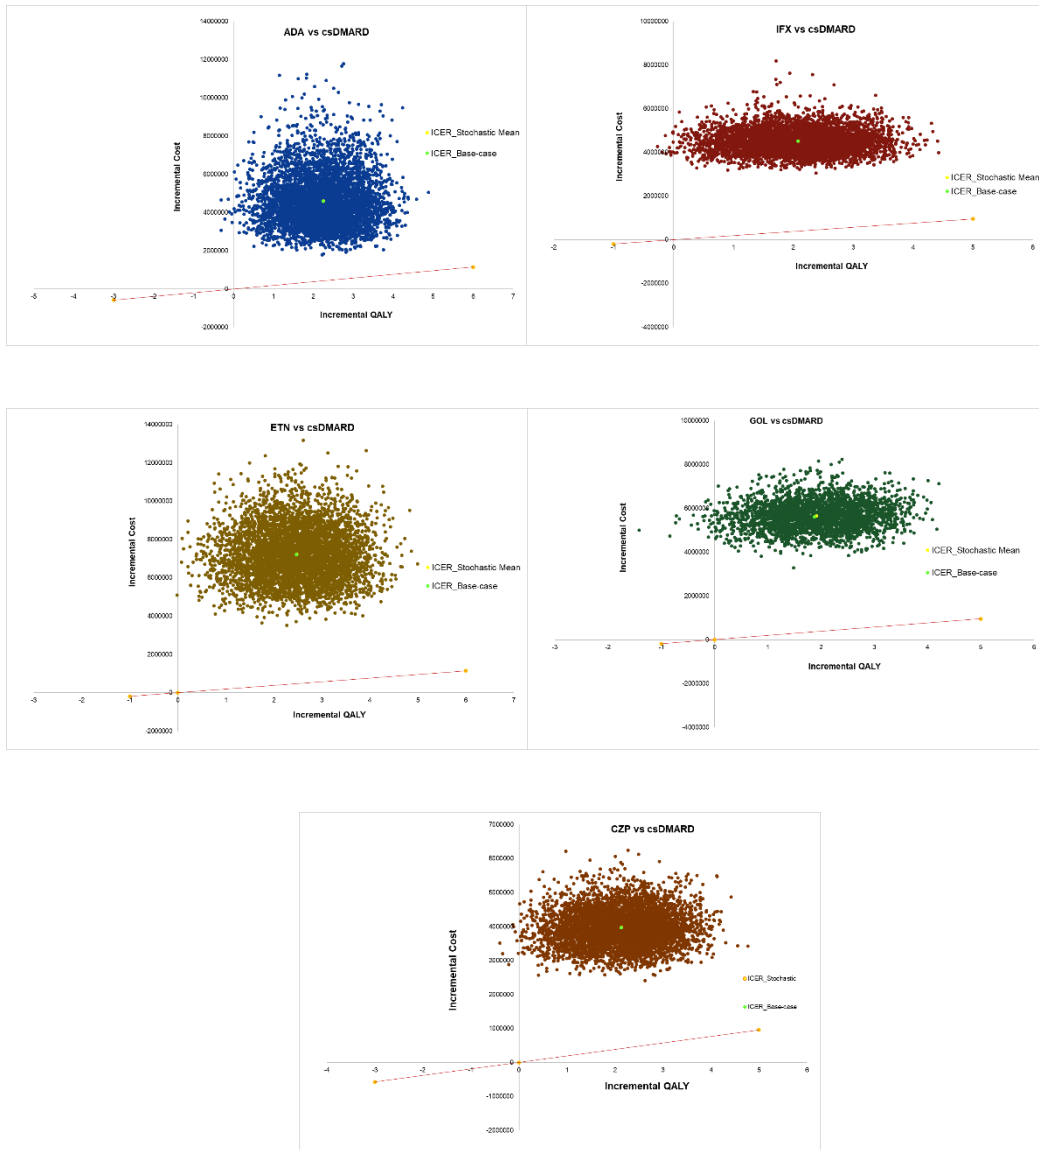 ADA vs csDMARD
14000000
12000000
10000000
8000000
6000000
4000000
2000000
0
-2000000
-5 -4 -3 -2 -1 0 1 2 3 4 5 6 7
Incremental Cost
Incremental QALY
ICER_Stochastic Mean
ICER_Base-case
IFX vs csDMARD
10000000
8000000
6000000
4000000
2000000
0
-2000000
-4000000
-2 -1 0 1 2 3 4 5 6
Incremental Cost
Incremental QALY
ICER_Stochastic Mean
ICER_Base-case
ETN vs csDMARD
14000000
12000000
10000000
8000000
6000000
4000000
2000000
0
-2000000
-3 -2 -1 0 1 2 3 4 5 6 7
Incremental Cost
Incremental QALY
ICER_Stochastic Mean
ICER_Base-case
GOL vs csDMARD
10000000
8000000
6000000
4000000
2000000
0
-2000000
-4000000
-3 -2 -1 0 1 2 3 4 5 6
Incremental Cost
Incremental QALY
ICER_Stochastic Mean
ICER_Base-case
CZP vs csDMARD
7000000
6000000
5000000
4000000
3000000
2000000
1000000
0
-1000000
-2000000
-4 -3 -2 -1 0 1 2 3 4 5 6
Incremental Cost
Incremental QALY
ICER_Stochastic
ICER_Base-case